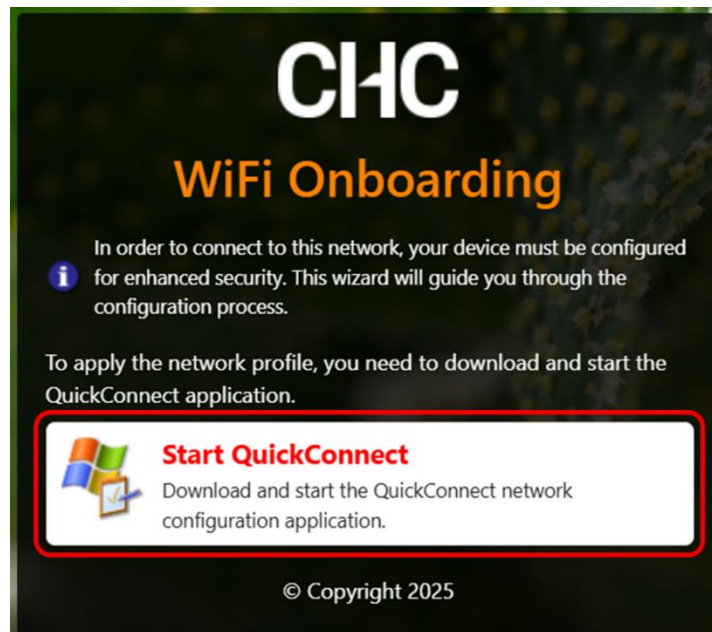 CHC
WiFi Onboarding
In order to connect to this network, your device must be configured
for enhanced security. This wizard will guide you through the
configuration process.
To apply the network profile, you need to download and start the
QuickConnect application.
Start QuickConnect
Download and start the QuickConnect network
configuration application.
© Copyright 2025